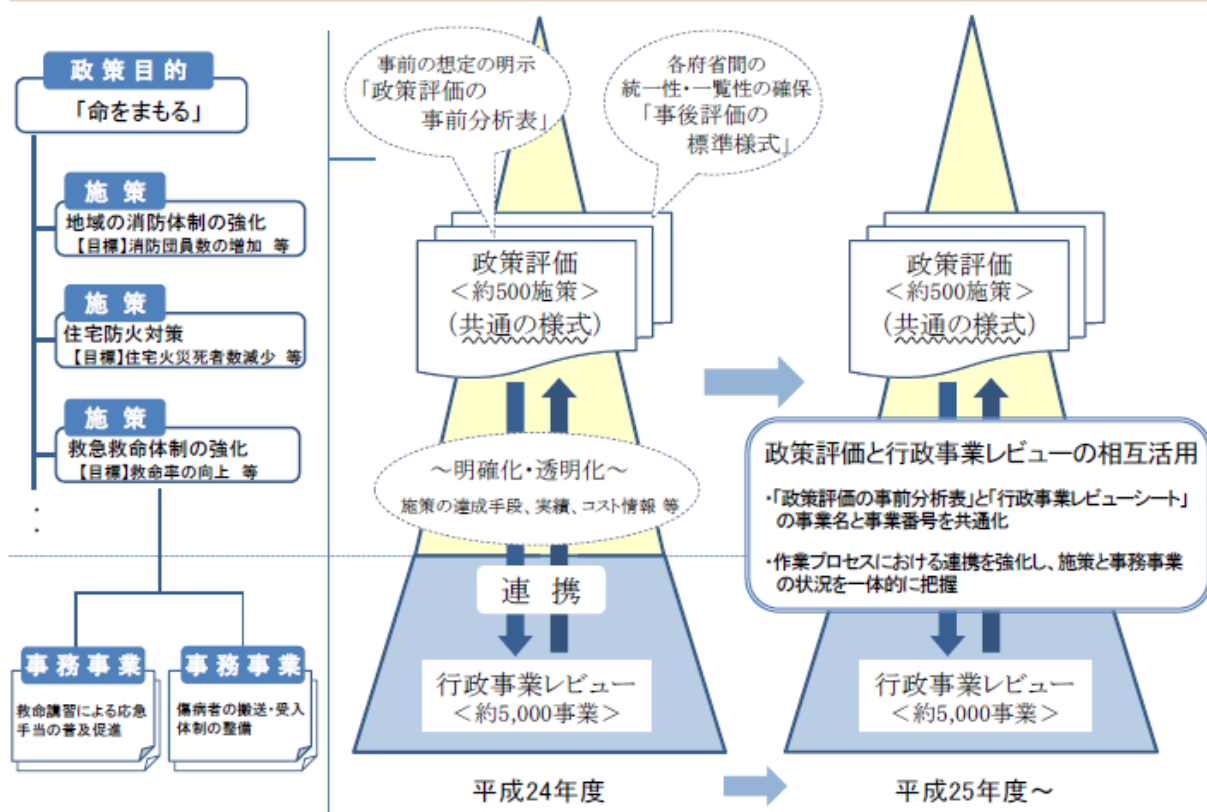 政策目的
「命をまもる」
施 策
地域の消防体制の強化
【目標】消防団員数の増加 等
施 策
住宅防火対策
【目標】住宅火災死者数減少 等
施 策
救急救命体制の強化
【目標】救命率の向上 等
・
・
事務事業
救命講習による応急
手当の普及促進
事務事業
傷病者の搬送・受入
体制の整備
事前の想定の明示
「政策評価の
事前分析表」
各府省間の
統一性・一覧性の確保
「事後評価の
標準様式」
政策評価
＜約500施策＞
(共通の様式)
～明確化・透明化～
施策の達成手段、実績、コスト情報 等
連 携
行政事業レビュー
＜約5,000事業＞
平成24年度
政策評価
＜約500施策＞
(共通の様式)
政策評価と行政事業レビューの相互活用
・「政策評価の事前分析表」と「行政事業レビューシート」
の事業名と事業番号を共通化
・作業プロセスにおける連携を強化し、施策と事務事業
の状況を一体的に把握
行政事業レビュー
＜約5,000事業＞
平成25年度～